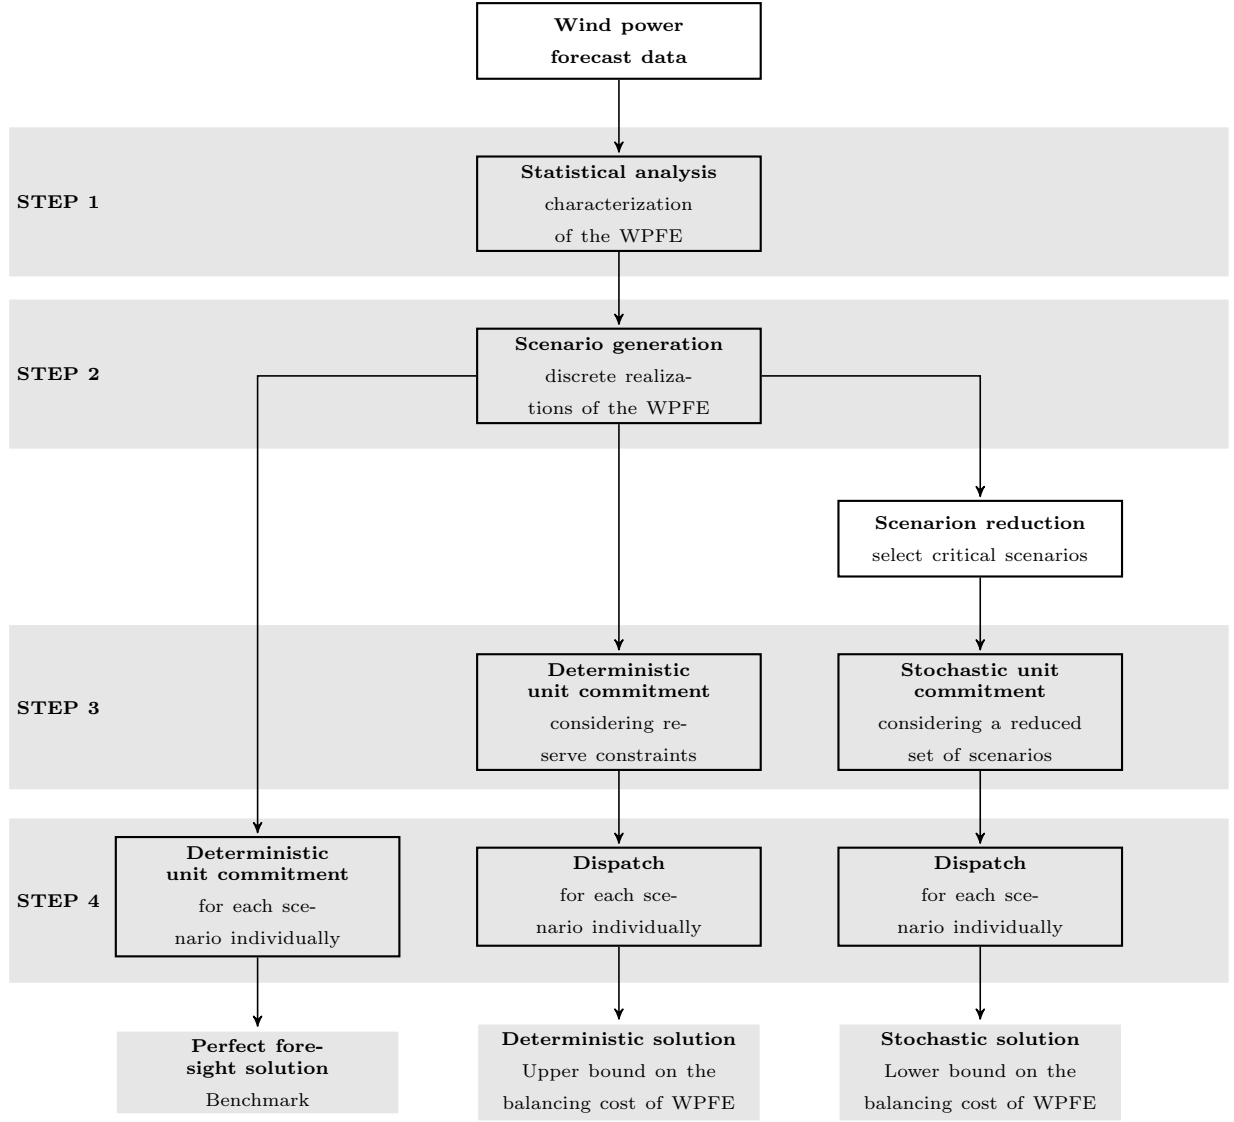 Wind power
forecast data
STEP 1
Statistical analysis
characterization
of the WPFE
STEP 2
Scenario generation
discrete realiza-
tions of the WPFE
Scenarion reduction
select critical scenarios
STEP 3
Deterministic
unit commitment
considering re-
serve constraints
Stochastic unit
commitment
considering a reduced
set of scenarios
STEP 4
Deterministic
unit commitment
for each sce-
nario individually
Dispatch
for each sce-
nario individually
Dispatch
for each sce-
nario individually
Perfect fore-
sight solution
Benchmark
Deterministic solution
Upper bound on the
balancing cost of WPFE
Stochastic solution
Lower bound on the
balancing cost of WPFE